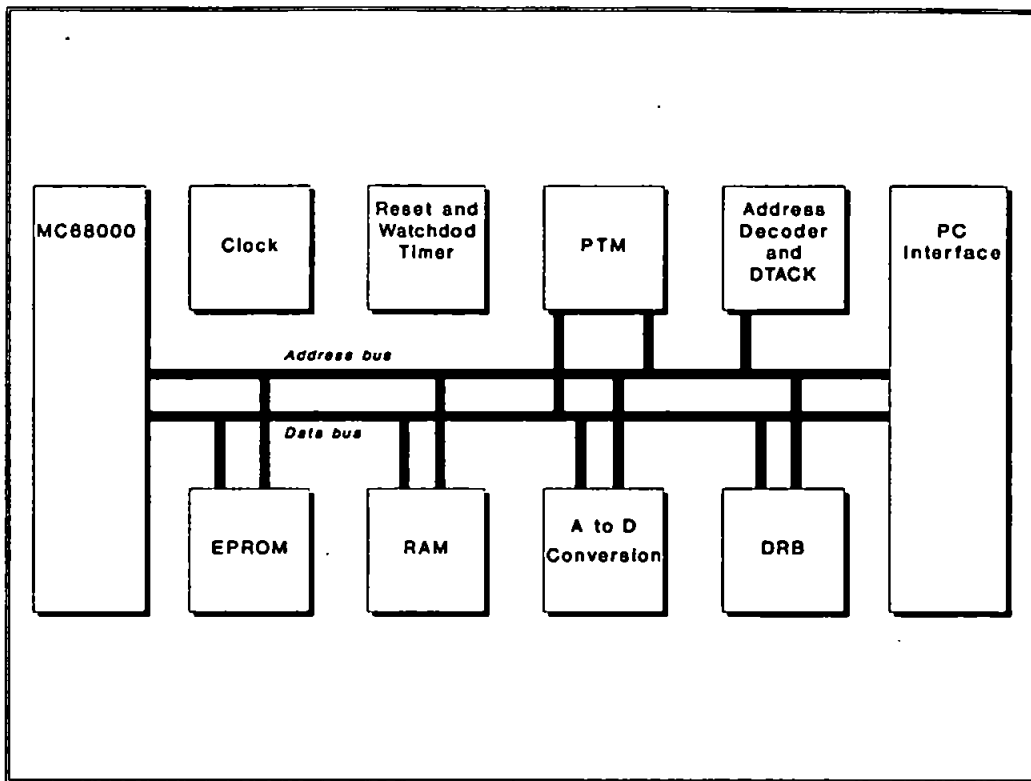 MC68000
Clock
Reset and
Watchdod
Timer
PTM
Address
Decoder
and
DTACK
PC
Interface
Address bus
Data bus
EPROM
RAM
A to D
Conversion
DRB